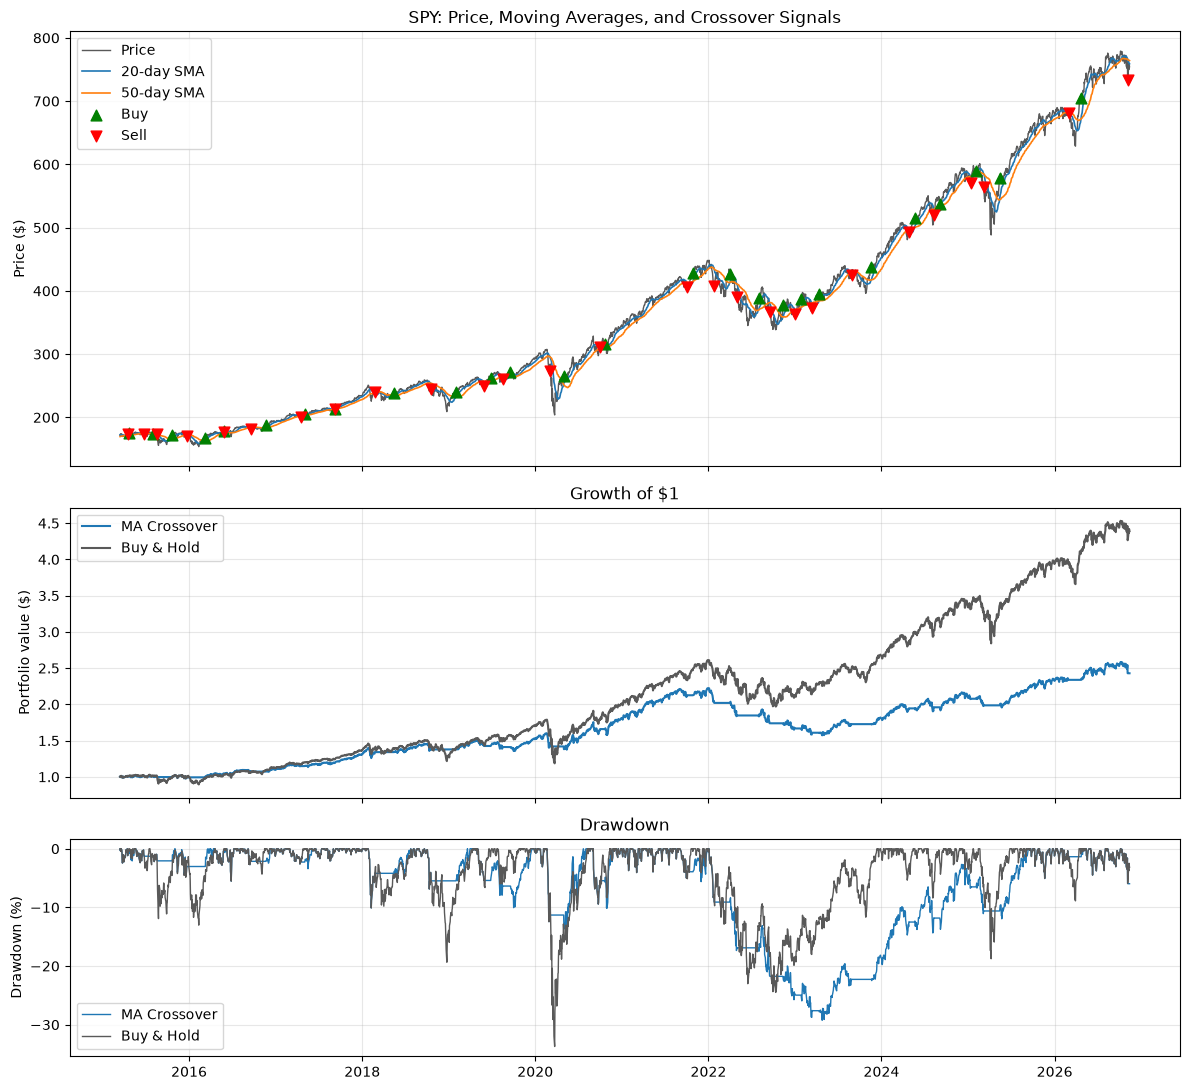 SPY: Price, Moving Averages, and Crossover Signals
Price ($)
800
700
600
500
400
300
200
Price
20-day SMA
50-day SMA
Buy
Sell
Growth of $1
Portfolio value ($)
4.5
4.0
3.5
3.0
2.5
2.0
1.5
1.0
MA Crossover
Buy & Hold
Drawdown
Drawdown (%)
0
−10
−20
−30
MA Crossover
Buy & Hold
2016
2018
2020
2022
2024
2026